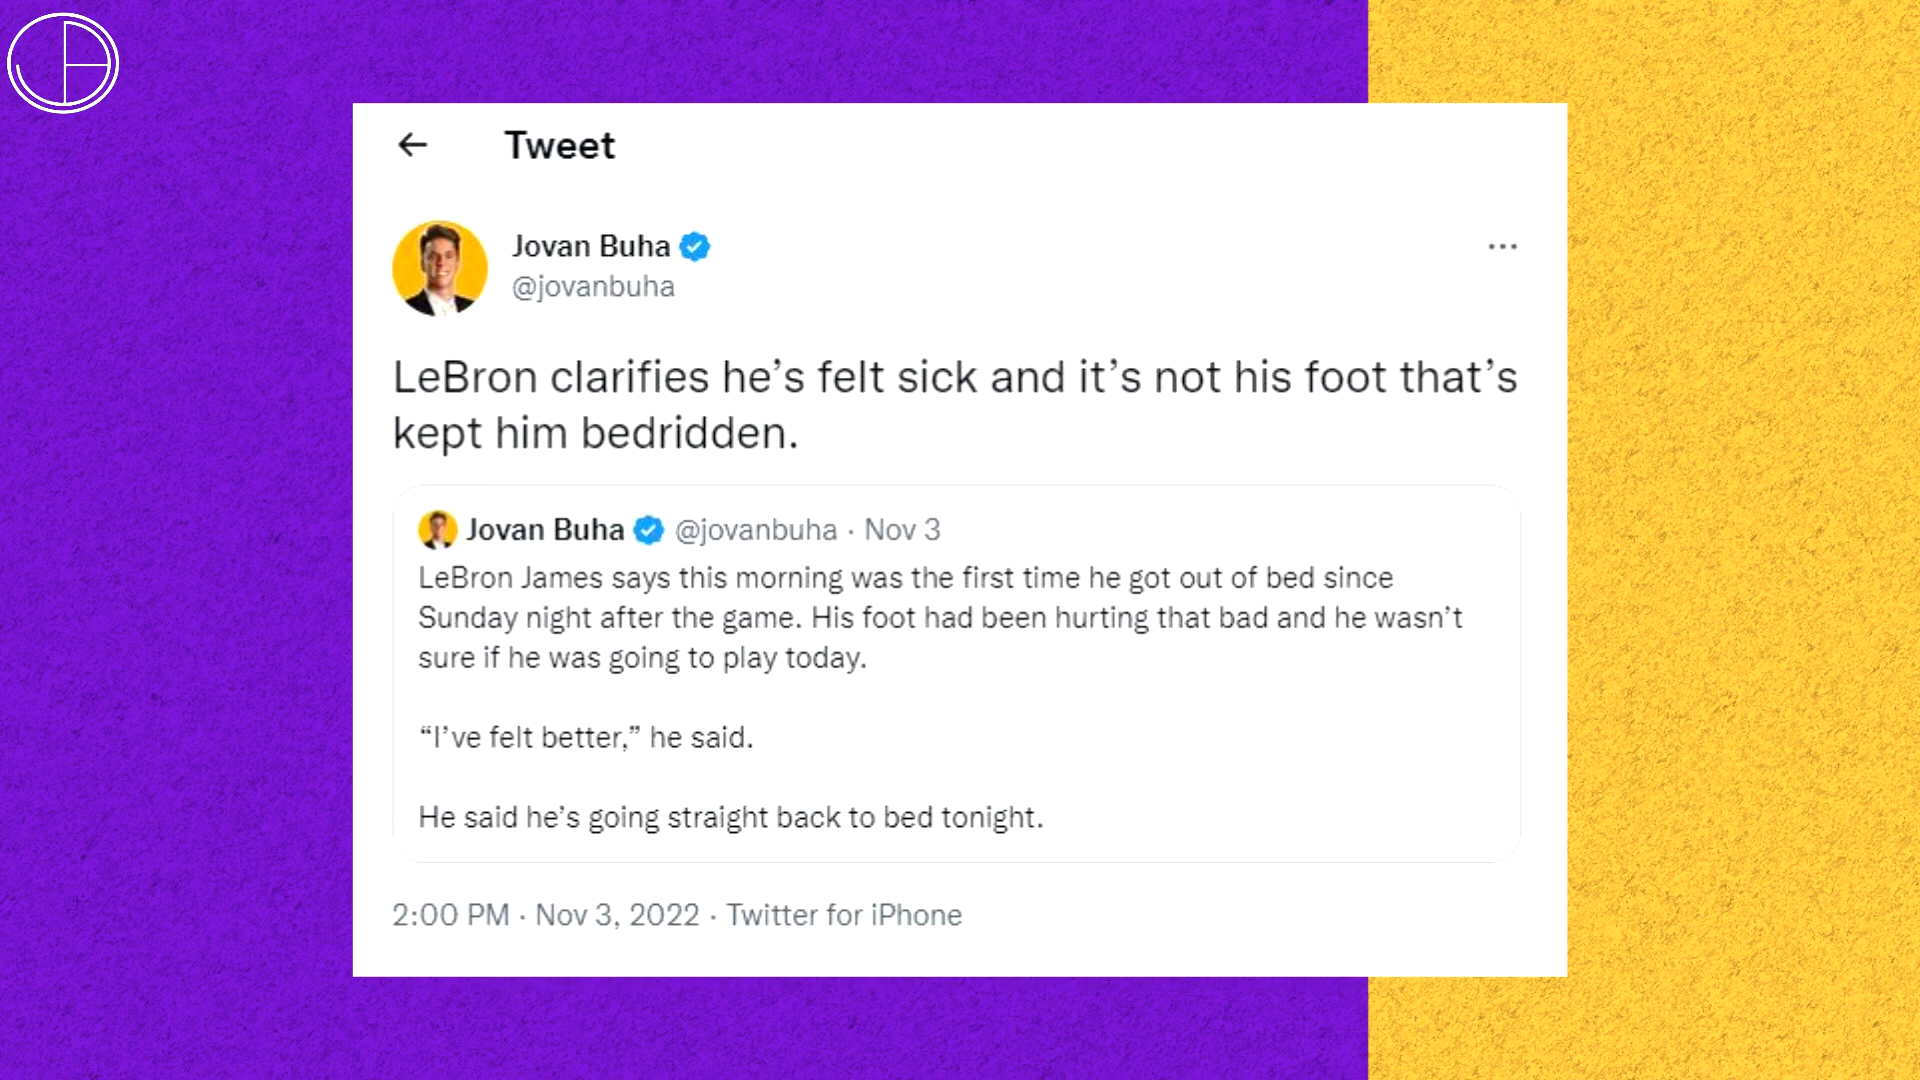 Tweet
Jovan Buha
@jovanbuha
LeBron clarifies he’s felt sick and it’s not his foot that’s
kept him bedridden.
Jovan Buha @jovanbuha · Nov 3
LeBron James says this morning was the first time he got out of bed since
Sunday night after the game. His foot had been hurting that bad and he wasn’t
sure if he was going to play today.
“I’ve felt better,” he said.
He said he’s going straight back to bed tonight.
2:00 PM · Nov 3, 2022 · Twitter for iPhone